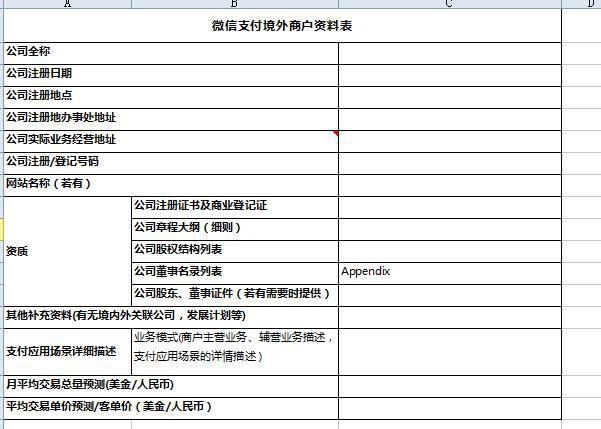 A B C D
微信支付境外商户资料表
公司全称
公司注册日期
公司注册地点
公司注册地办事处地址
公司实际业务经营地址
公司注册/登记号码
网站名称（若有）
资质
公司注册证书及商业登记证
公司章程大纲（细则）
公司股权结构列表
公司董事名录列表 Appendix
公司股东、董事证件（若有需要时提供）
其他补充资料(有无境内外关联公司，发展计划等)
支付应用场景详细描述
业务模式(商户主营业务、辅营业务描述，
支付应用场景的详情描述）
月平均交易总量预测(美金/人民币)
平均交易单价预测/客单价（美金/人民币）